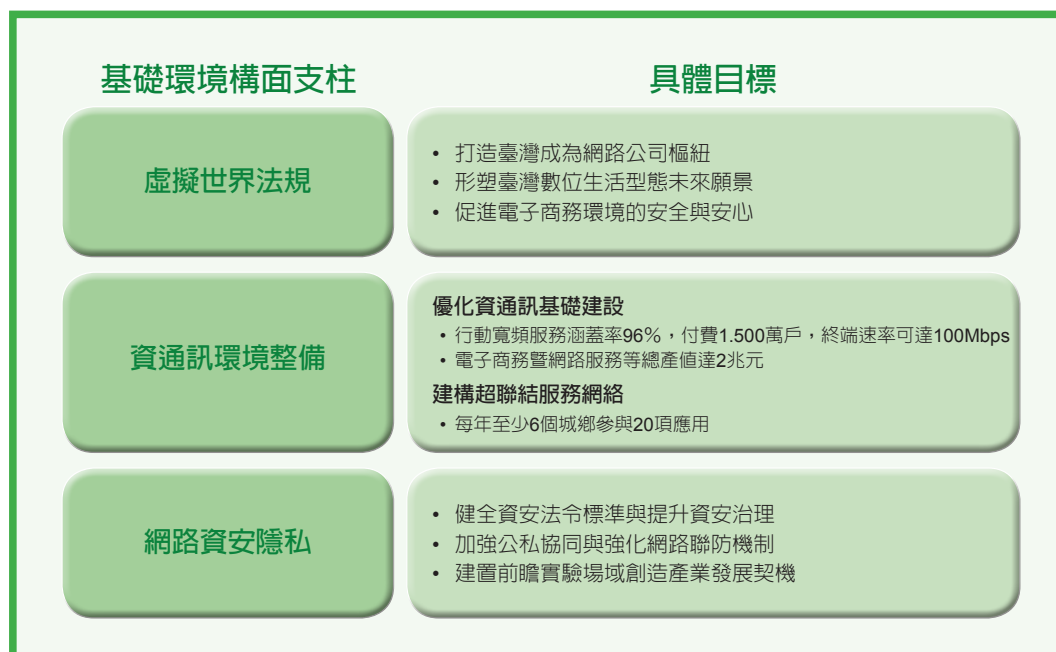 基礎環境構面支柱
具體目標
虛擬世界法規
• 打造臺灣成為網路公司樞紐
• 形塑臺灣數位生活型態未來願景
• 促進電子商務環境的安全與安心
資通訊環境整備
優化資通訊基礎建設
• 行動寬頻服務涵蓋率96%，付費1.500萬戶，終端速率可達100Mbps
• 電子商務暨網路服務等總產值達2兆元
建構超聯結服務網絡
• 每年至少6個城鄉參與20項應用
網路資安隱私
• 健全資安法令標準與提升資安治理
• 加強公私協同與強化網路聯防機制
• 建置前瞻實驗場域創造產業發展契機